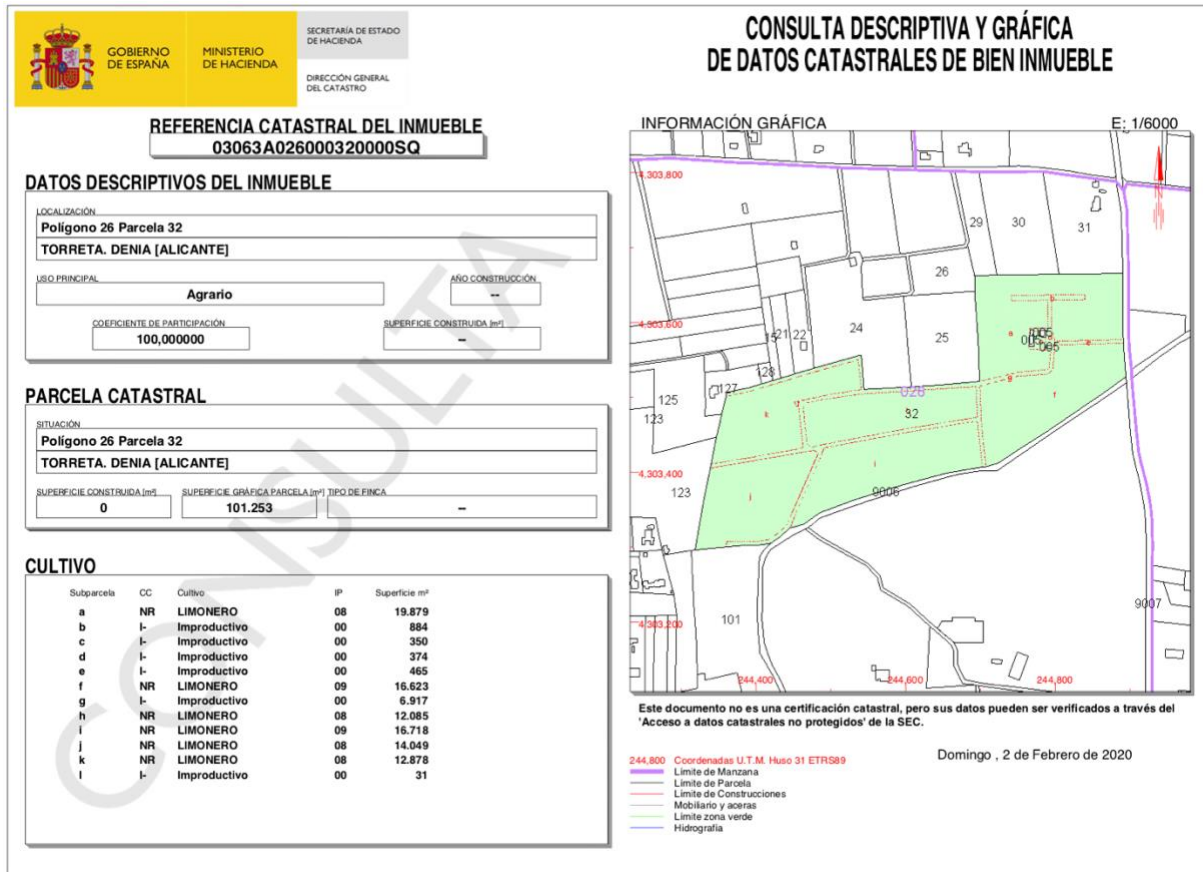 GOBIERNO
DE ESPAÑA
MINISTERIO
DE HACIENDA
SECRETARÍA DE ESTADO
DE HACIENDA
DIRECCIÓN GENERAL
DEL CATASTRO
CONSULTA DESCRIPTIVA Y GRÁFICA
DE DATOS CATASTRALES DE BIEN INMUEBLE
REFERENCIA CATASTRAL DEL INMUEBLE
03063A026000320000SQ
DATOS DESCRIPTIVOS DEL INMUEBLE
LOCALIZACIÓN
Polígono 26 Parcela 32
TORRETA. DENIA [ALICANTE]
USO PRINCIPAL
Agrario
AÑO CONSTRUCCIÓN
--
COEFICIENTE DE PARTICIPACIÓN
100,000000
SUPERFICIE CONSTRUIDA [m²]
--
PARCELA CATASTRAL
SITUACIÓN
Polígono 26 Parcela 32
TORRETA. DENIA [ALICANTE]
SUPERFICIE CONSTRUIDA [m²]
0
SUPERFICIE GRÁFICA PARCELA [m²]
101.253
TIPO DE FINCA
--
CULTIVO
Subparcela CC Cultivo IP Superficie m²
a NR LIMONERO 08 19.879
b I- Improductivo 00 884
c I- Improductivo 00 350
d I- Improductivo 00 374
e I- Improductivo 00 465
f NR LIMONERO 09 16.623
g I- Improductivo 00 6.917
h NR LIMONERO 08 12.085
i NR LIMONERO 09 16.718
j NR LIMONERO 08 14.049
k NR LIMONERO 08 12.878
l I- Improductivo 00 31
CONSULTA
INFORMACIÓN GRÁFICA E: 1/6000
4,303,800
29
30
31
26
4,303,600
15
21
22
24
25
005
005
005
b
a
e
g
f
128
127
125
123
028
k
32
4,303,400
123
i
j
9006
101
4,303,200
9007
244,400
244,600
244,800
Este documento no es una certificación catastral, pero sus datos pueden ser verificados a través del
'Acceso a datos catastrales no protegidos' de la SEC.
244,800 Coordenadas U.T.M. Huso 31 ETRS89
Límite de Manzana
Límite de Parcela
Límite de Construcciones
Mobiliario y aceras
Límite zona verde
Hidrografía
Domingo , 2 de Febrero de 2020